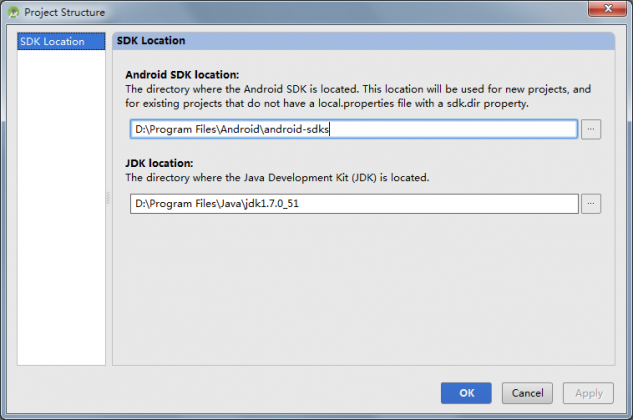 Project Structure
SDK Location
SDK Location
Android SDK location:
The directory where the Android SDK is located. This location will be used for new projects, and
for existing projects that do not have a local.properties file with a sdk.dir property.
D:\Program Files\Android\android-sdks
...
JDK location:
The directory where the Java Development Kit (JDK) is located.
D:\Program Files\Java\jdk1.7.0_51
...
OK
Cancel
Apply